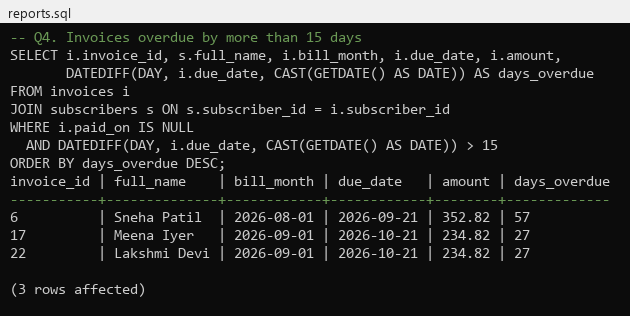 reports.sql
-- Q4. Invoices overdue by more than 15 days
SELECT i.invoice_id, s.full_name, i.bill_month, i.due_date, i.amount,
       DATEDIFF(DAY, i.due_date, CAST(GETDATE() AS DATE)) AS days_overdue
FROM invoices i
JOIN subscribers s ON s.subscriber_id = i.subscriber_id
WHERE i.paid_on IS NULL
  AND DATEDIFF(DAY, i.due_date, CAST(GETDATE() AS DATE)) > 15
ORDER BY days_overdue DESC;
invoice_id | full_name    | bill_month | due_date   | amount | days_overdue
-----------+--------------+------------+------------+--------+-------------
6          | Sneha Patil  | 2026-08-01 | 2026-09-21 | 352.82 | 57
17         | Meena Iyer   | 2026-09-01 | 2026-10-21 | 234.82 | 27
22         | Lakshmi Devi | 2026-09-01 | 2026-10-21 | 234.82 | 27

(3 rows affected)